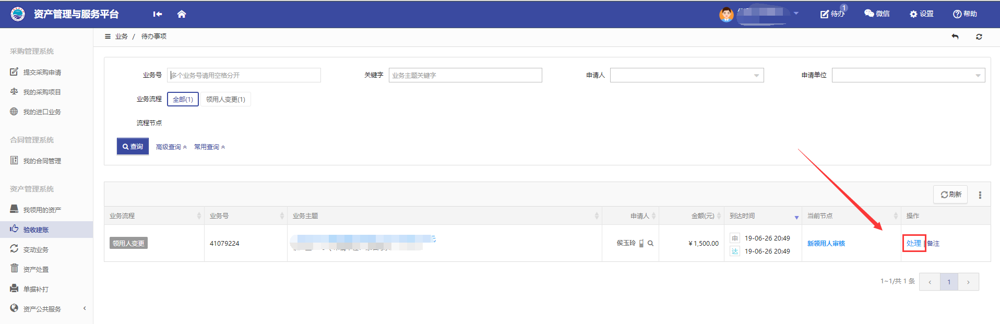 资产管理与服务平台
待办 1
微信
设置
帮助
业务 / 待办事项
采购管理系统
提交采购申请
我的采购项目
我的进口业务
合同管理系统
我的合同管理
资产管理系统
我领用的资产
验收建账
变动业务
资产处置
单据补打
资产公共服务
业务号 多个业务号请用空格分开 关键字 业务主题关键字 申请人 申请单位
业务流程 全部(1) 领用人变更(1)
流程节点
查询 高级查询 常用查询
刷新
业务流程 业务号 业务主题 申请人 金额(元) 到达时间 当前节点 操作
领用人变更 41079224 侯玉玲 ¥1,500.00 申 19-06-26 20:49 新领用人审核 处理 | 备注
达 19-06-26 20:49
1~1/共 1 条 ‹ 1 ›